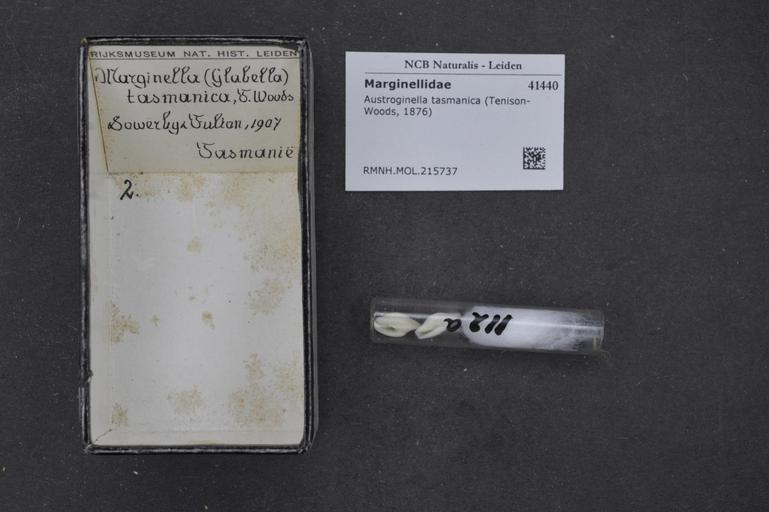 RIJKSMUSEUM NAT. HIST. LEIDEN
Marginella (Glabella)
tasmanica, T. Woods
Sowerby & Fulton, 1907
Tasmanië
2.
NCB Naturalis - Leiden
Marginellidae 41440
Austroginella tasmanica (Tenison-
Woods, 1876)
RMNH.MOL.215737
112 a